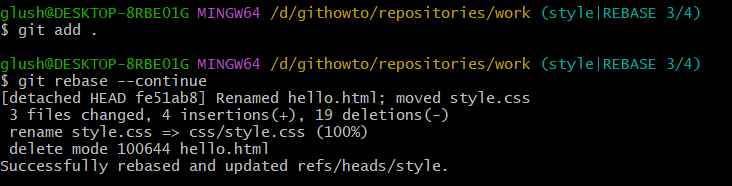 glush@DESKTOP-8RBE01G MINGW64 /d/githowto/repositories/work (style|REBASE 3/4)
$ git add .
glush@DESKTOP-8RBE01G MINGW64 /d/githowto/repositories/work (style|REBASE 3/4)
$ git rebase --continue
[detached HEAD fe51ab8] Renamed hello.html; moved style.css
 3 files changed, 4 insertions(+), 19 deletions(-)
 rename style.css => css/style.css (100%)
 delete mode 100644 hello.html
Successfully rebased and updated refs/heads/style.